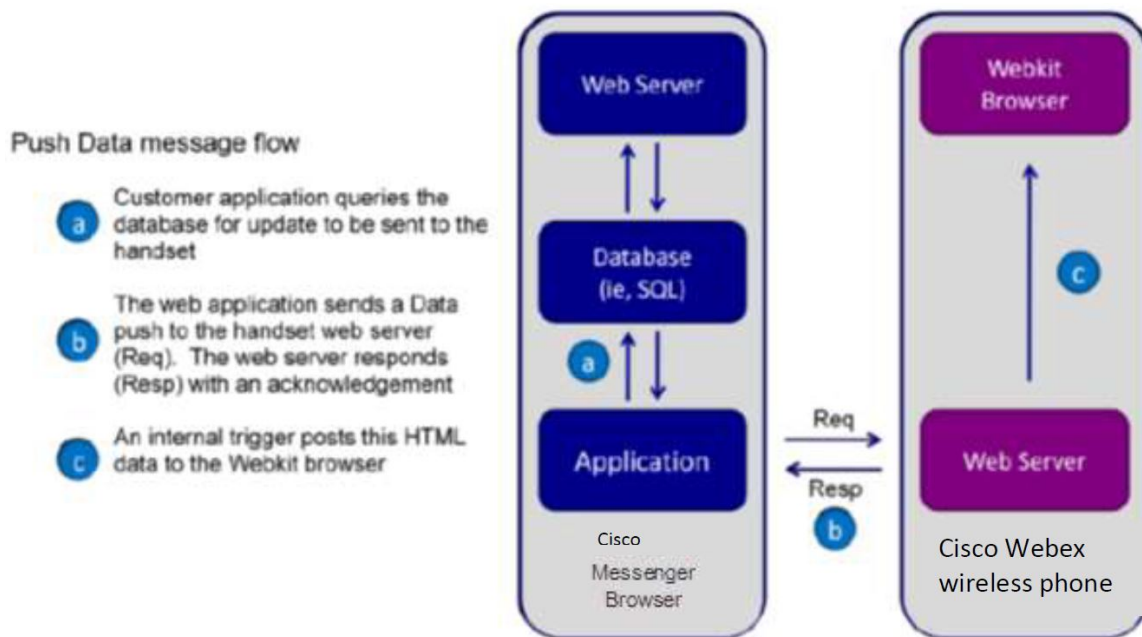 Push Data message flow
a
Customer application queries the
database for update to be sent to the
handset
b
The web application sends a Data
push to the handset web server
(Req). The web server responds
(Resp) with an acknowledgement
c
An internal trigger posts this HTML
data to the Webkit browser
Web Server
Database
(ie, SQL)
a
Application
Cisco
Messenger
Browser
Req
Resp
b
Webkit
Browser
c
Web Server
Cisco Webex
wireless phone